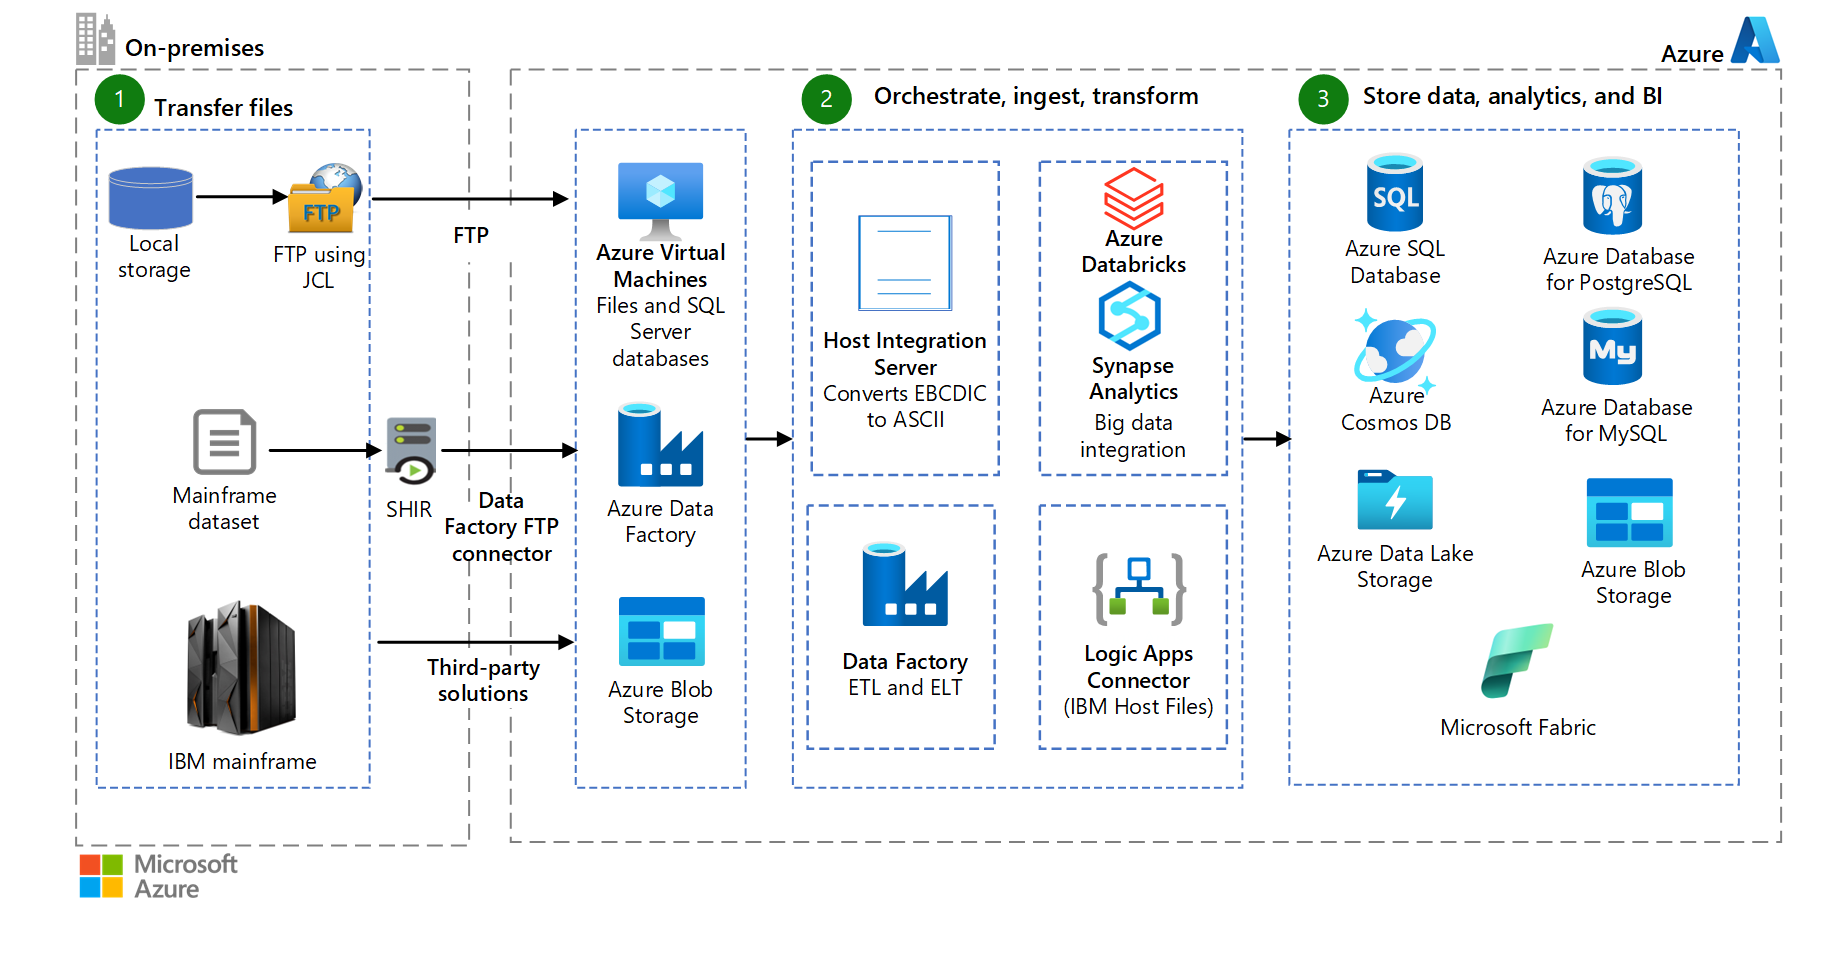 On-premises
Azure
1
Transfer files
2
Orchestrate, ingest, transform
3
Store data, analytics, and BI
Local
storage
FTP
FTP using
JCL
FTP
Azure Virtual
Machines
Files and SQL
Server
databases
Mainframe
dataset
SHIR
Data
Factory FTP
connector
Azure Data
Factory
IBM mainframe
Third-party
solutions
Azure Blob
Storage
Host Integration
Server
Converts EBCDIC
to ASCII
Azure
Databricks
Synapse
Analytics
Big data
integration
Data Factory
ETL and ELT
Logic Apps
Connector
(IBM Host Files)
SQL
Azure SQL
Database
Azure Database
for PostgreSQL
Azure
Cosmos DB
My
Azure Database
for MySQL
Azure Data Lake
Storage
Azure Blob
Storage
Microsoft Fabric
Microsoft
Azure